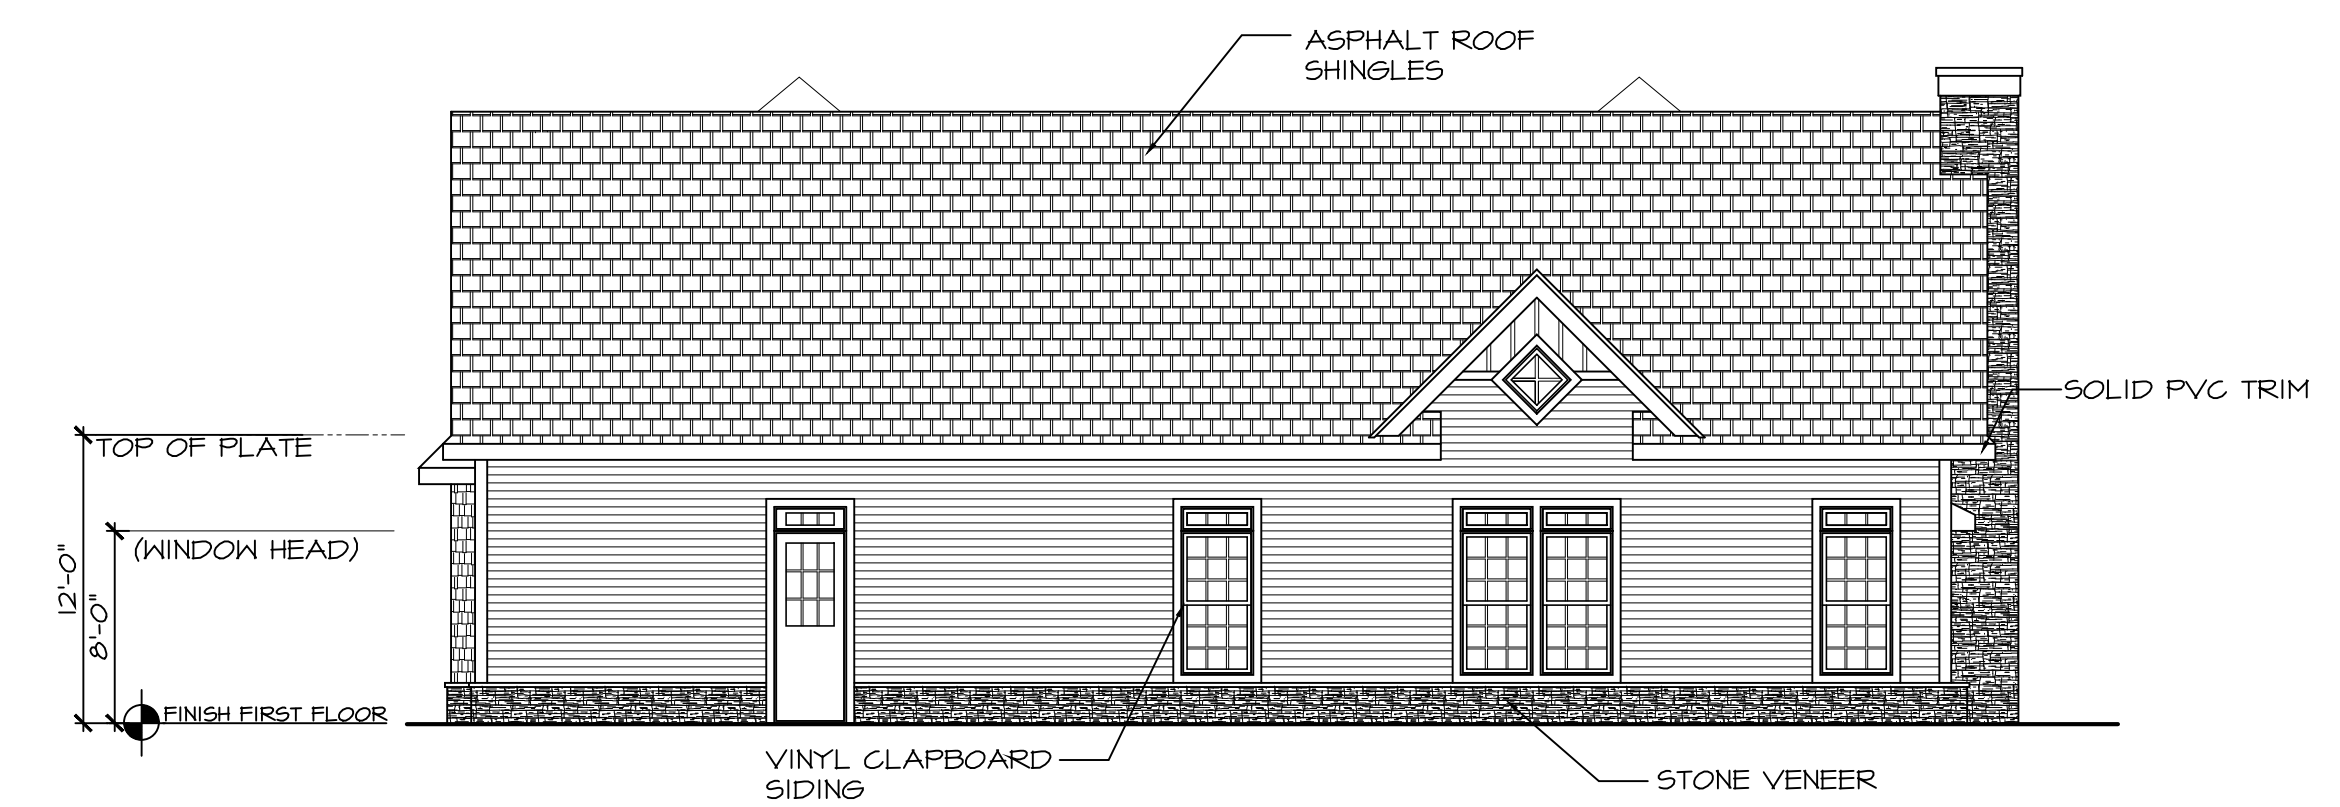 ASPHALT ROOF
SHINGLES
SOLID PVC TRIM
TOP OF PLATE
(WINDOW HEAD)
12'-0"
8'-0"
FINISH FIRST FLOOR
VINYL CLAPBOARD
SIDING
STONE VENEER